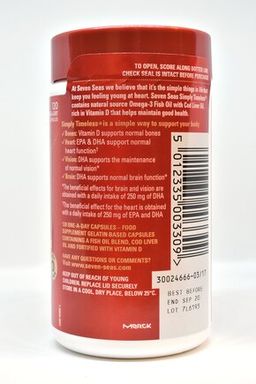 TO OPEN, SCORE ALONG DOTTED LINE
CHECK SEAL IS INTACT BEFORE PURCHASE
At Seven Seas we believe that it's the simple things in life that
keep you feeling young at heart. Seven Seas Simply Timeless®
contains natural source Omega-3 Fish Oil with Cod Liver Oil,
rich in Vitamin D that helps maintain good health.
Simply Timeless® is a simple way to support your body
• Bones: Vitamin D supports normal bones
• Heart: EPA & DHA support normal
heart function†
• Vision: DHA supports the maintenance
of normal vision*
• Brain: DHA supports normal brain function*
*The beneficial effects for brain and vision
are obtained with a daily intake of 250 mg of DHA
†The beneficial effect for the heart is obtained
with a daily intake of 250 mg of EPA and DHA
120
SIX ONE-A-DAY CAPSULES – FOOD
SUPPLEMENT GELATIN BASED CAPSULES
CONTAINING A FISH OIL BLEND, COD LIVER
OIL AND FORTIFIED WITH VITAMIN D
HAVE ANY QUESTIONS OR COMMENTS?
www.seven-seas.com
KEEP OUT OF REACH OF YOUNG
CHILDREN. REPLACE LID SECURELY
STORE IN A COOL, DRY PLACE, BELOW 25°C.
MERCK
5 012335 003309 >
30024666-03/17
BEST BEFORE
END SEP 20